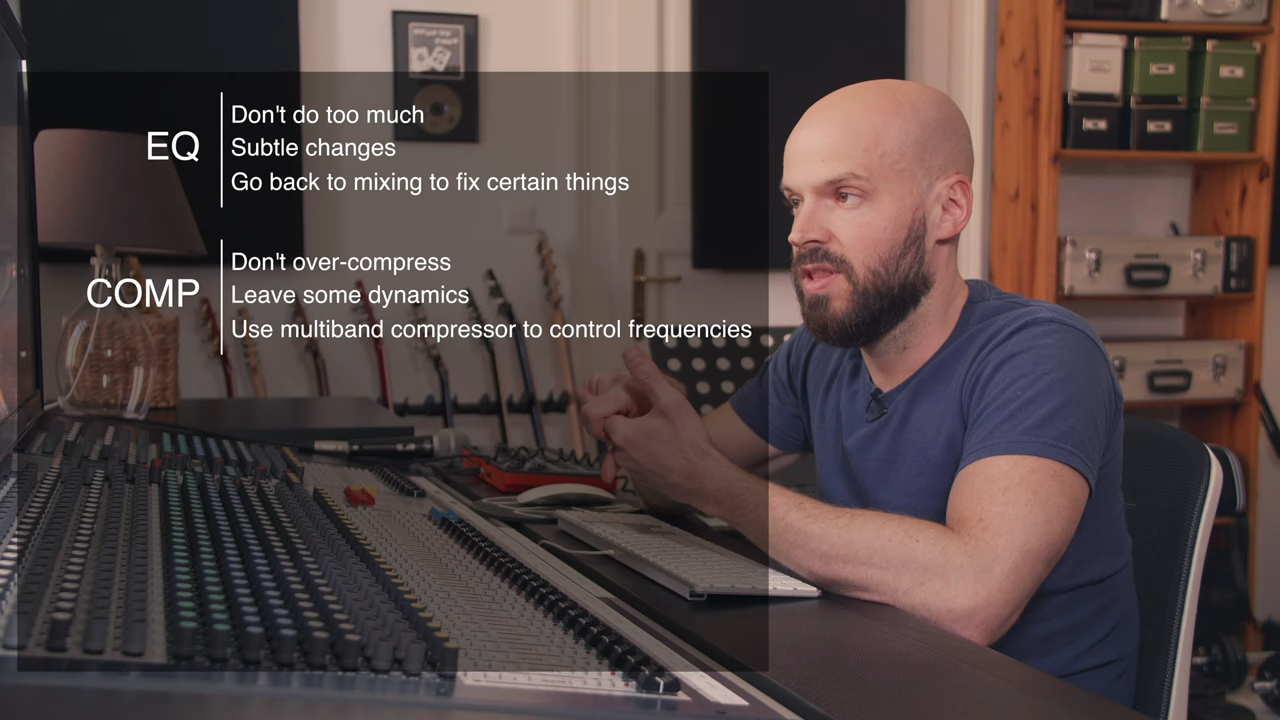 EQ
Don't do too much
Subtle changes
Go back to mixing to fix certain things
COMP
Don't over-compress
Leave some dynamics
Use multiband compressor to control frequencies